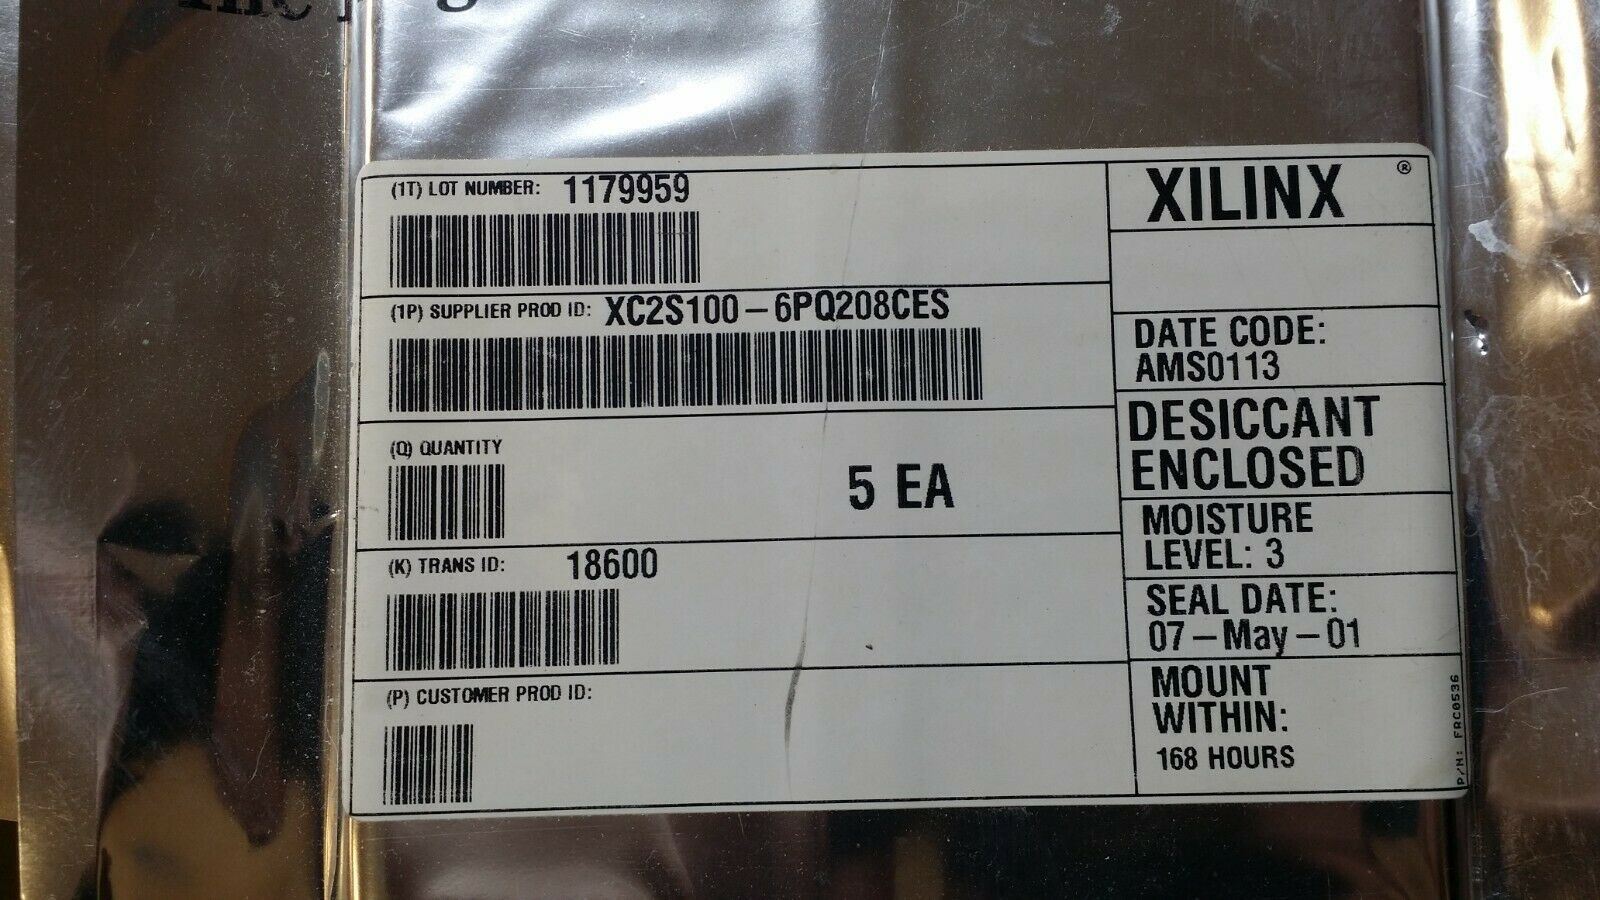 The
(1T) LOT NUMBER: 1179959
(1P) SUPPLIER PROD ID: XC2S100-6PQ208CES
(Q) QUANTITY
5 EA
(K) TRANS ID: 18600
(P) CUSTOMER PROD ID:
XILINX ®
DATE CODE:
AMS0113
DESICCANT
ENCLOSED
MOISTURE
LEVEL: 3
SEAL DATE:
07-May-01
MOUNT
WITHIN:
168 HOURS
P/N: FRC0536